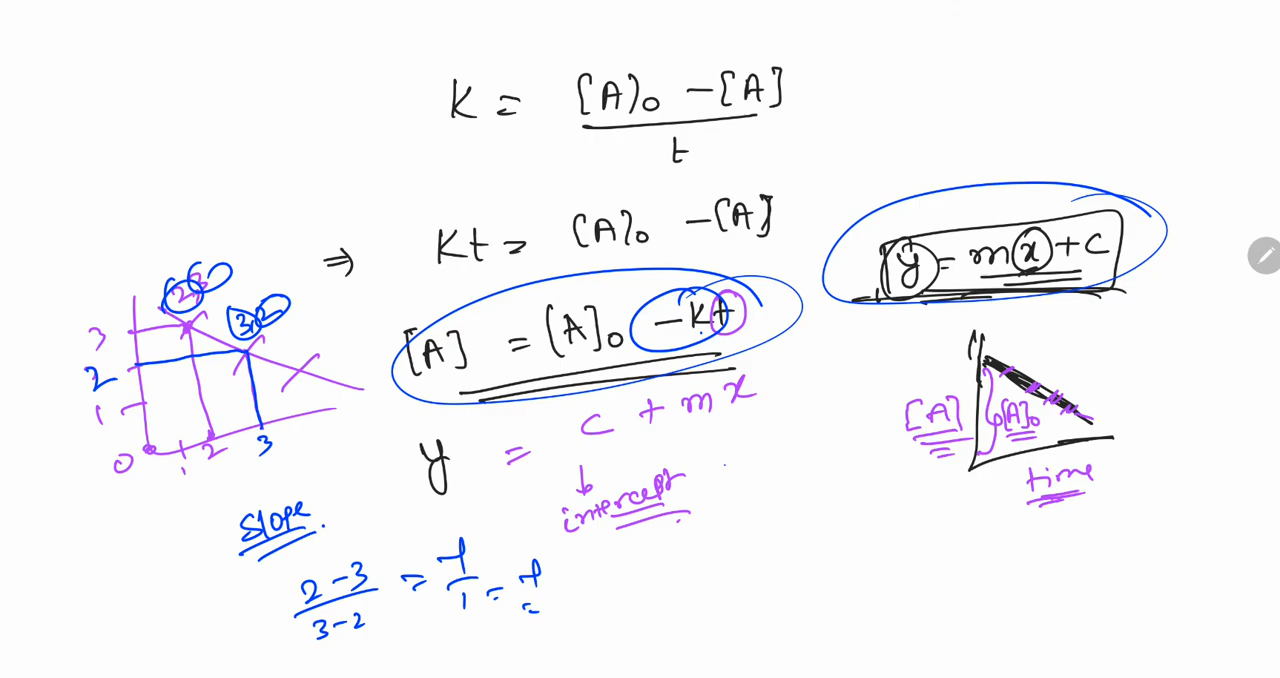 K = [A)₀ - [A]
t
⇒ Kt = [A]₀ - [A]
y = mx + c
[A] = [A]₀ - Kt
y = c + mx
↓
intercept
2,3
3,2
3
2
1
0 1 2 3
Slope.
2-3 / 3-2 = -1/1 = -1
[A] [A]₀
time